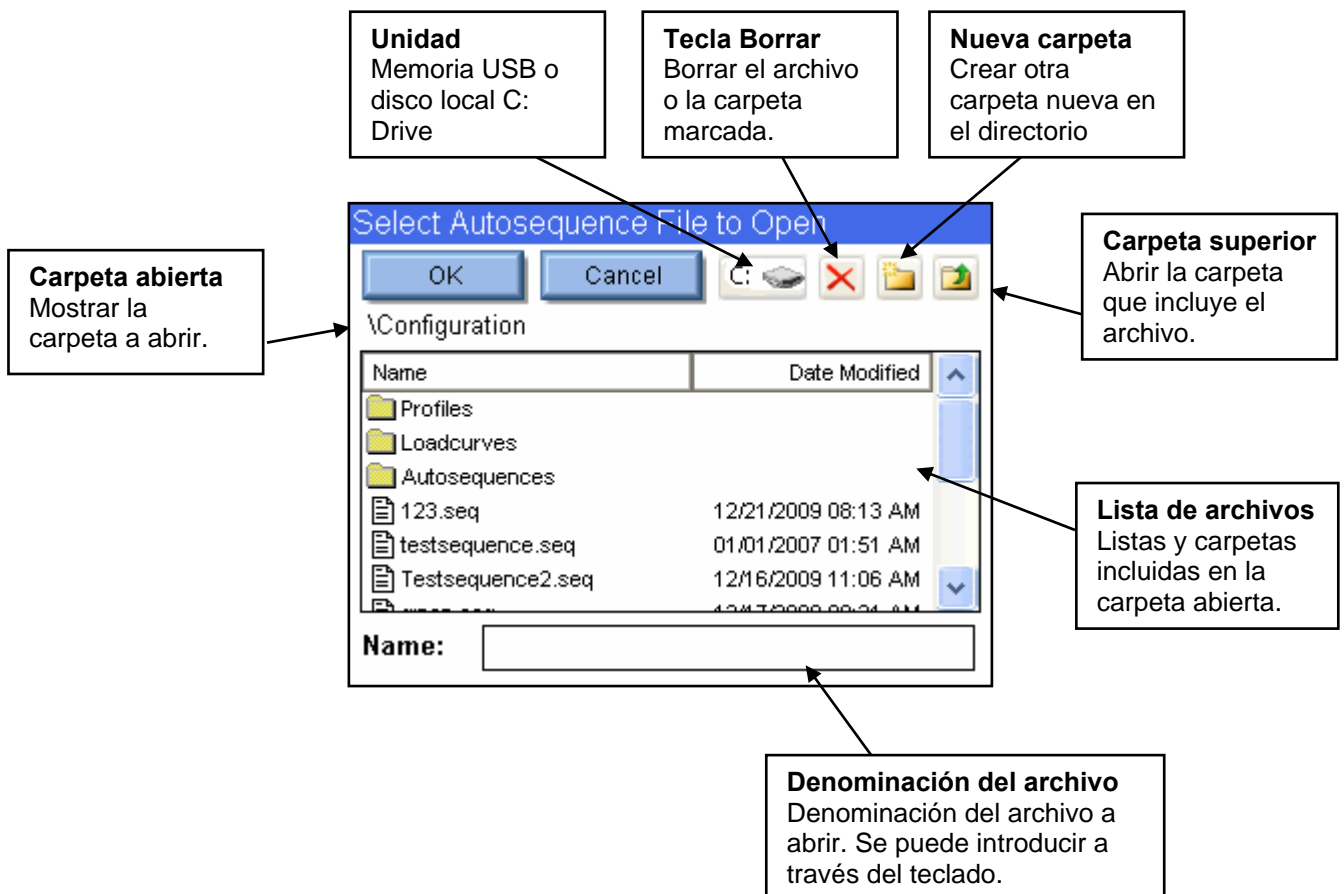 Unidad
Memoria USB o
disco local C:
Drive
Tecla Borrar
Borrar el archivo
o la carpeta
marcada.
Nueva carpeta
Crear otra
carpeta nueva en
el directorio
Carpeta abierta
Mostrar la
carpeta a abrir.
Select Autosequence File to Open
OK Cancel C:
\Configuration
Name Date Modified
Profiles
Loadcurves
Autosequences
123.seq 12/21/2009 08:13 AM
testsequence.seq 01/01/2007 01:51 AM
Testsequence2.seq 12/16/2009 11:06 AM
Name:
Carpeta superior
Abrir la carpeta
que incluye el
archivo.
Lista de archivos
Listas y carpetas
incluidas en la
carpeta abierta.
Denominación del archivo
Denominación del archivo a
abrir. Se puede introducir a
través del teclado.